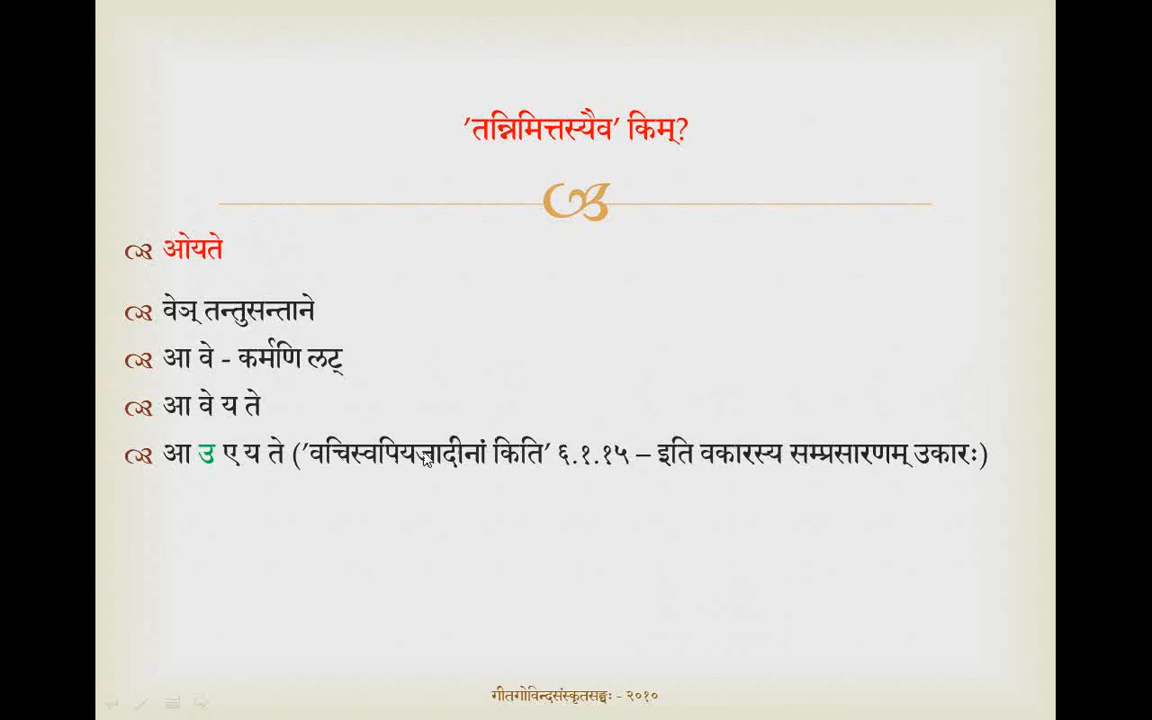 'तन्निमित्तस्यैव' किम्?
ओयते
वेञ् तन्तुसन्ताने
आ वे - कर्मणि लट्
आ वे य ते
आ उ ए य ते ('वचिस्वपियजादीनां किति' ६.१.१५ – इति वकारस्य सम्प्रसारणम् उकारः)
गीतगोविन्दसंस्कृतसङ्घः - २०१०